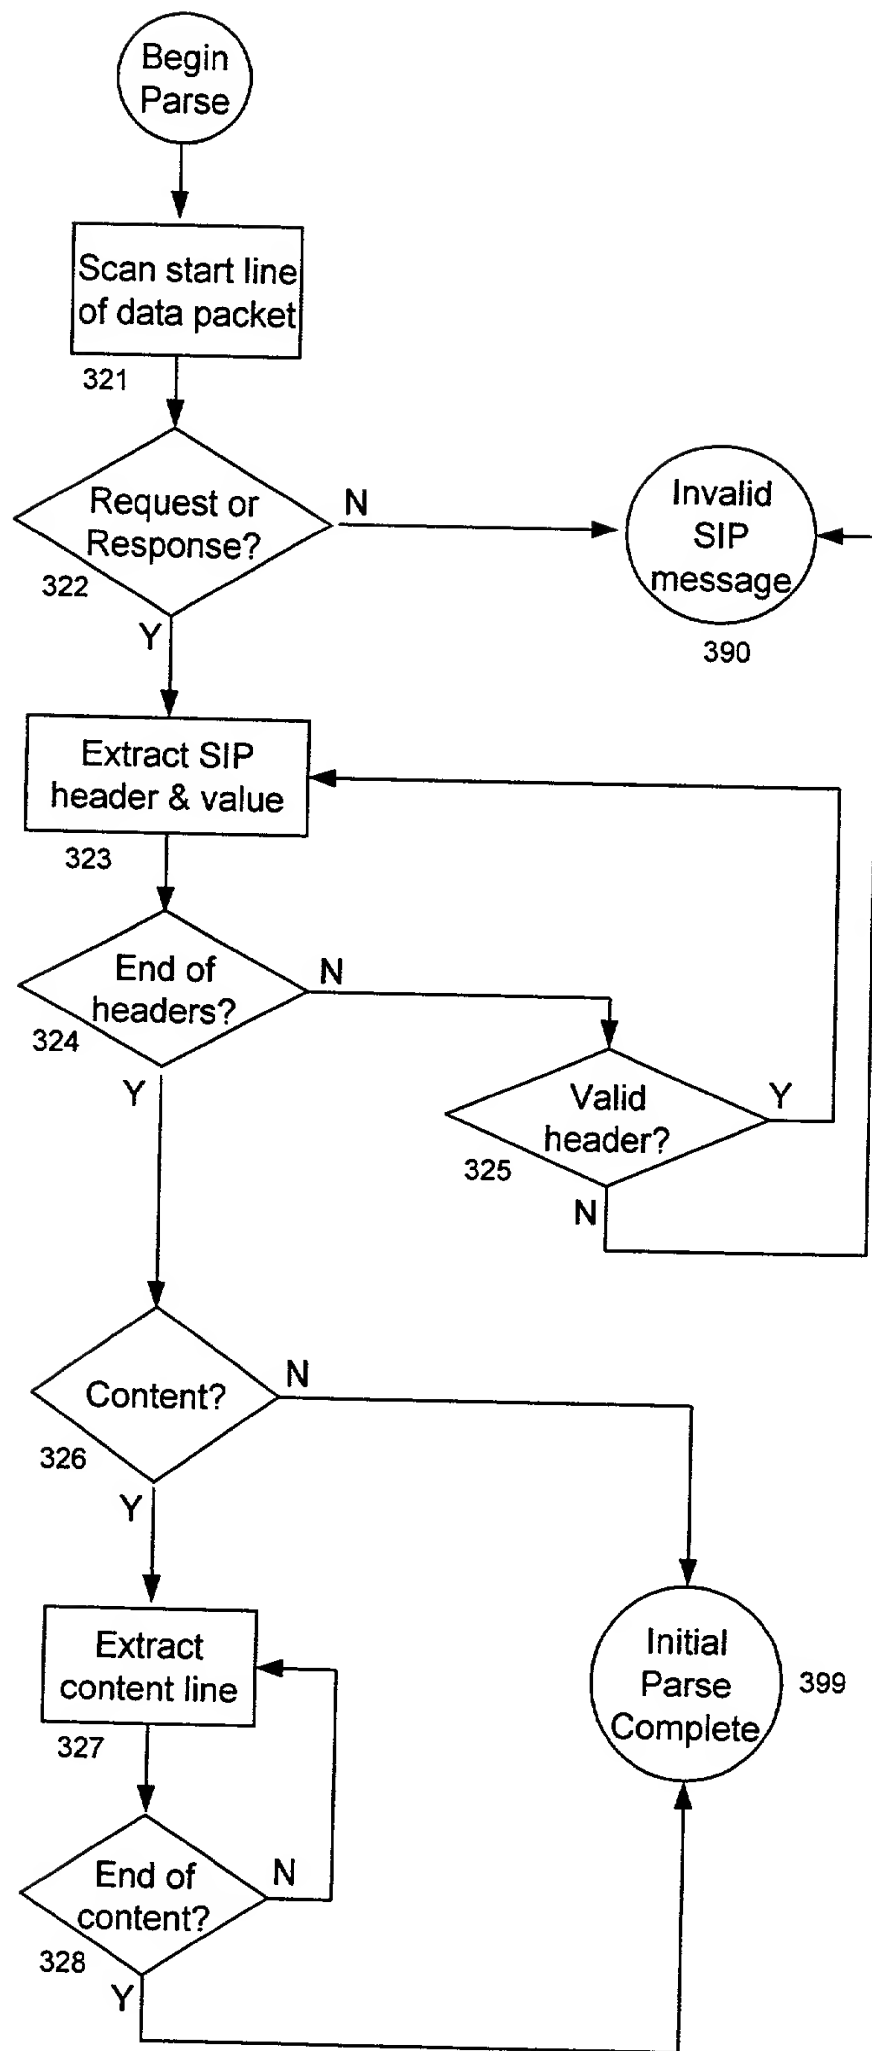 Begin
Parse
Scan start line
of data packet
321
Request or
Response?
322
N
Y
Invalid
SIP
message
390
Extract SIP
header & value
323
End of
headers?
324
N
Y
Valid
header?
325
Y
N
Content?
326
N
Y
Extract
content line
327
Initial
Parse
Complete
399
End of
content?
328
N
Y